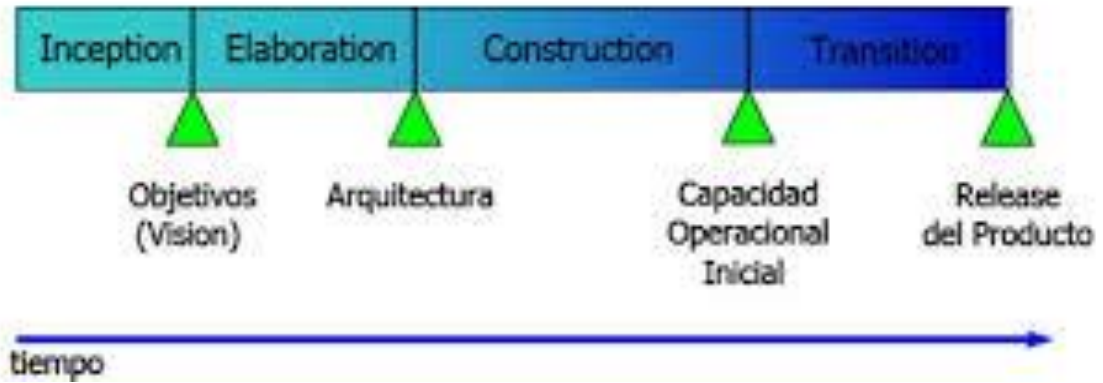 Inception Elaboration Construction Transition
Objetivos Arquitectura Capacidad Release
(Vision) Operacional del Producto
Inicial
tiempo